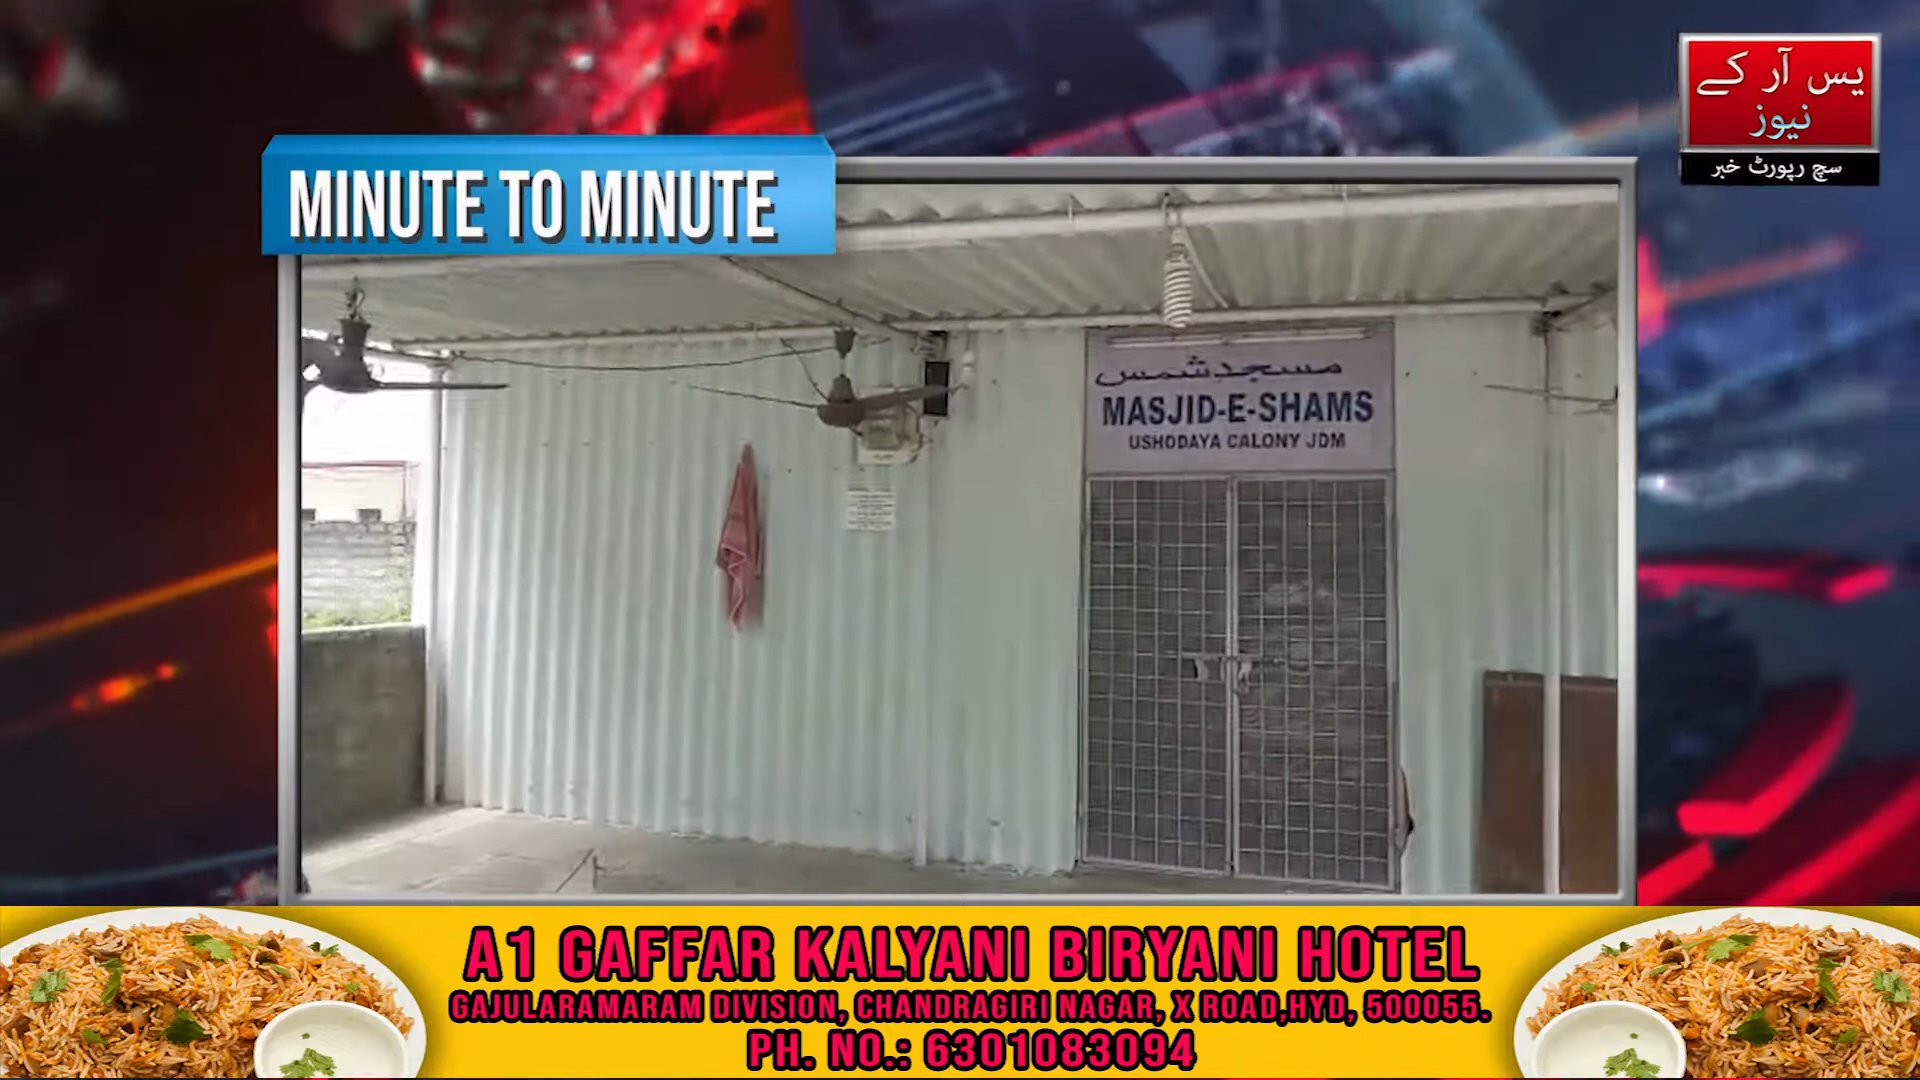 یس آر کے
نیوز
سچ رپورٹ خبر
MINUTE TO MINUTE
مسجد شمس
MASJID-E-SHAMS
USHODAYA CALONY JDM
A1 GAFFAR KALYANI BIRYANI HOTEL
GAJULARAMARAM DIVISION, CHANDRAGIRI NAGAR, X ROAD,HYD, 500055.
PH. NO.: 6301083094